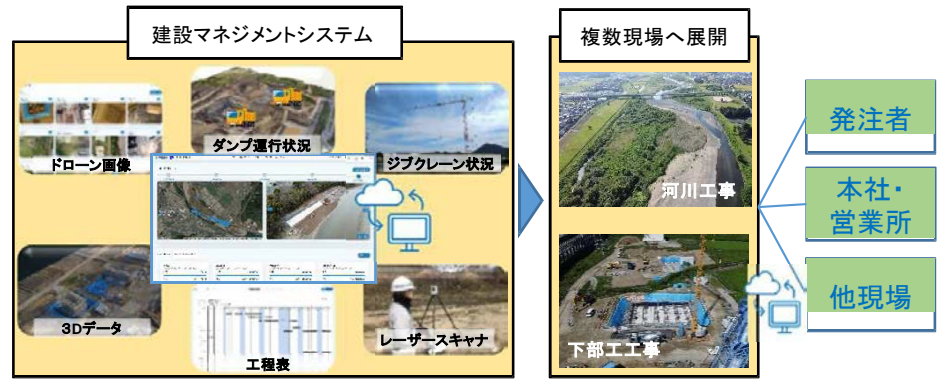 建設マネジメントシステム
ドローン画像
ダンプ運行状況
ジブクレーン状況
3Dデータ
工程表
レーザースキャナ
複数現場へ展開
河川工事
下部工工事
発注者
本社・
営業所
他現場